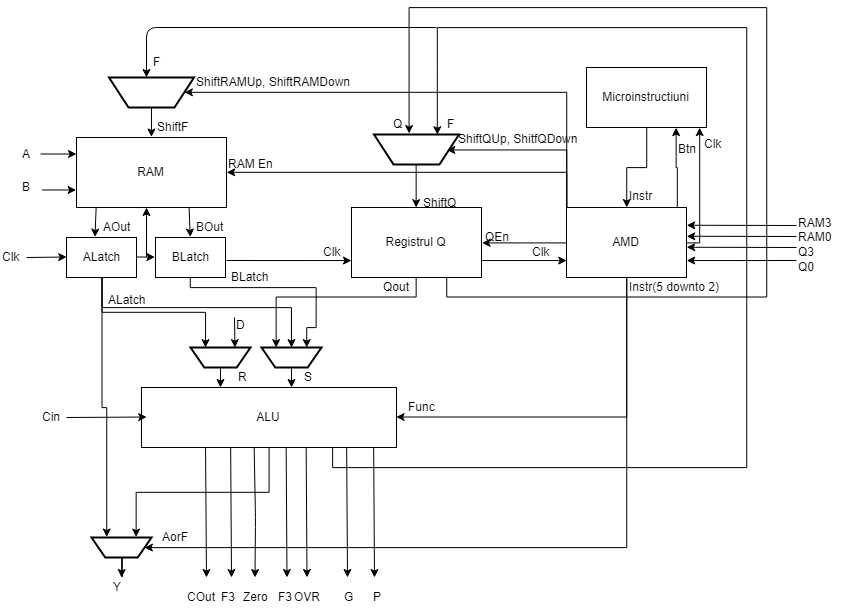 F
ShiftRAMUp, ShiftRAMDown
Microinstructiuni
Q
F
ShiftF
ShiftQUp, ShitfQDown
Btn
Clk
A
RAM
RAM En
B
Instr
ShiftQ
AOut
BOut
RAM3
RAM0
Q3
Q0
Clk
ALatch
BLatch
Clk
Registrul Q
QEn
Clk
AMD
BLatch
Qout
Instr(5 downto 2)
ALatch
D
R
S
Cin
ALU
Func
AorF
Y
COut
F3
Zero
F3
OVR
G
P